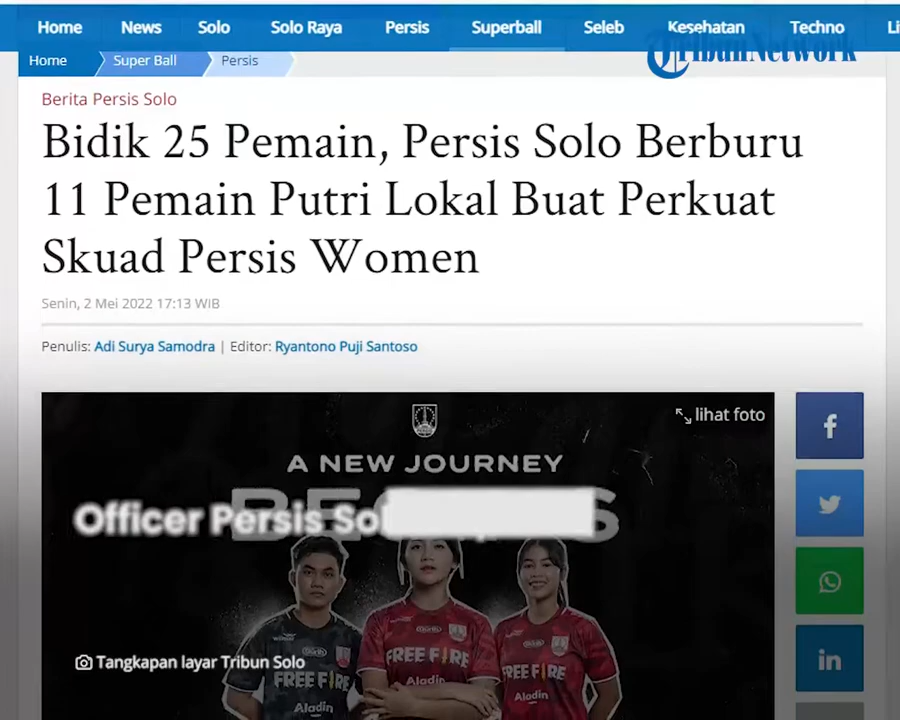 Home News Solo Solo Raya Persis Superball Seleb Kesehatan Techno
TribunNetwork
Home Super Ball Persis
Berita Persis Solo
Bidik 25 Pemain, Persis Solo Berburu
11 Pemain Putri Lokal Buat Perkuat
Skuad Persis Women
Senin, 2 Mei 2022 17:13 WIB
Penulis: Adi Surya Samodra | Editor: Ryantono Puji Santoso
lihat foto
A NEW JOURNEY
Officer Persis
FREE FIRE
FREE FIRE
FREE FIRE
Aladin
Aladin
Aladin
Tangkapan layar Tribun Solo
f
in